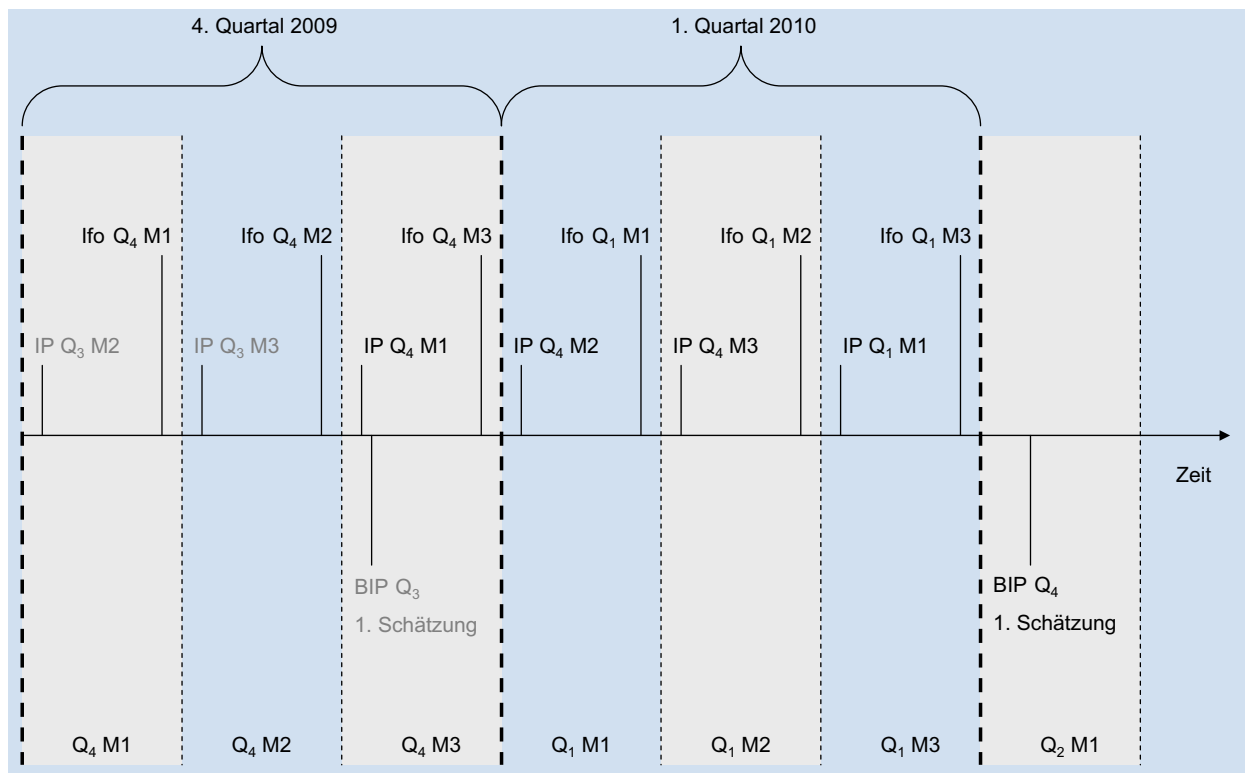 4. Quartal 2009
1. Quartal 2010
Ifo Q₄ M1
Ifo Q₄ M2
Ifo Q₄ M3
Ifo Q₁ M1
Ifo Q₁ M2
Ifo Q₁ M3
IP Q₃ M2
IP Q₃ M3
IP Q₄ M1
IP Q₄ M2
IP Q₄ M3
IP Q₁ M1
Zeit
BIP Q₃
1. Schätzung
BIP Q₄
1. Schätzung
Q₄ M1
Q₄ M2
Q₄ M3
Q₁ M1
Q₁ M2
Q₁ M3
Q₂ M1